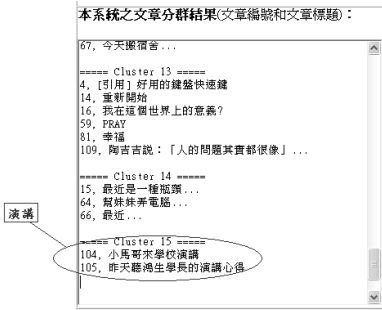 本系統之文章分群結果(文章編號和文章標題)：
67, 今天搬宿舍...
===== Cluster 13 =====
4, [引用] 好用的鍵盤快速鍵
14, 重新開始
16, 我在這個世界上的意義?
59, PRAY
81, 幸福
109, 陶吉吉說：「人的問題其實都很像」...
===== Cluster 14 =====
15, 最近是一種瓶頸...
64, 幫妹妹弄電腦...
66, 最近...
===== Cluster 15 =====
演講
104, 小馬哥來學校演講
105, 昨天聽鴻生學長的演講心得